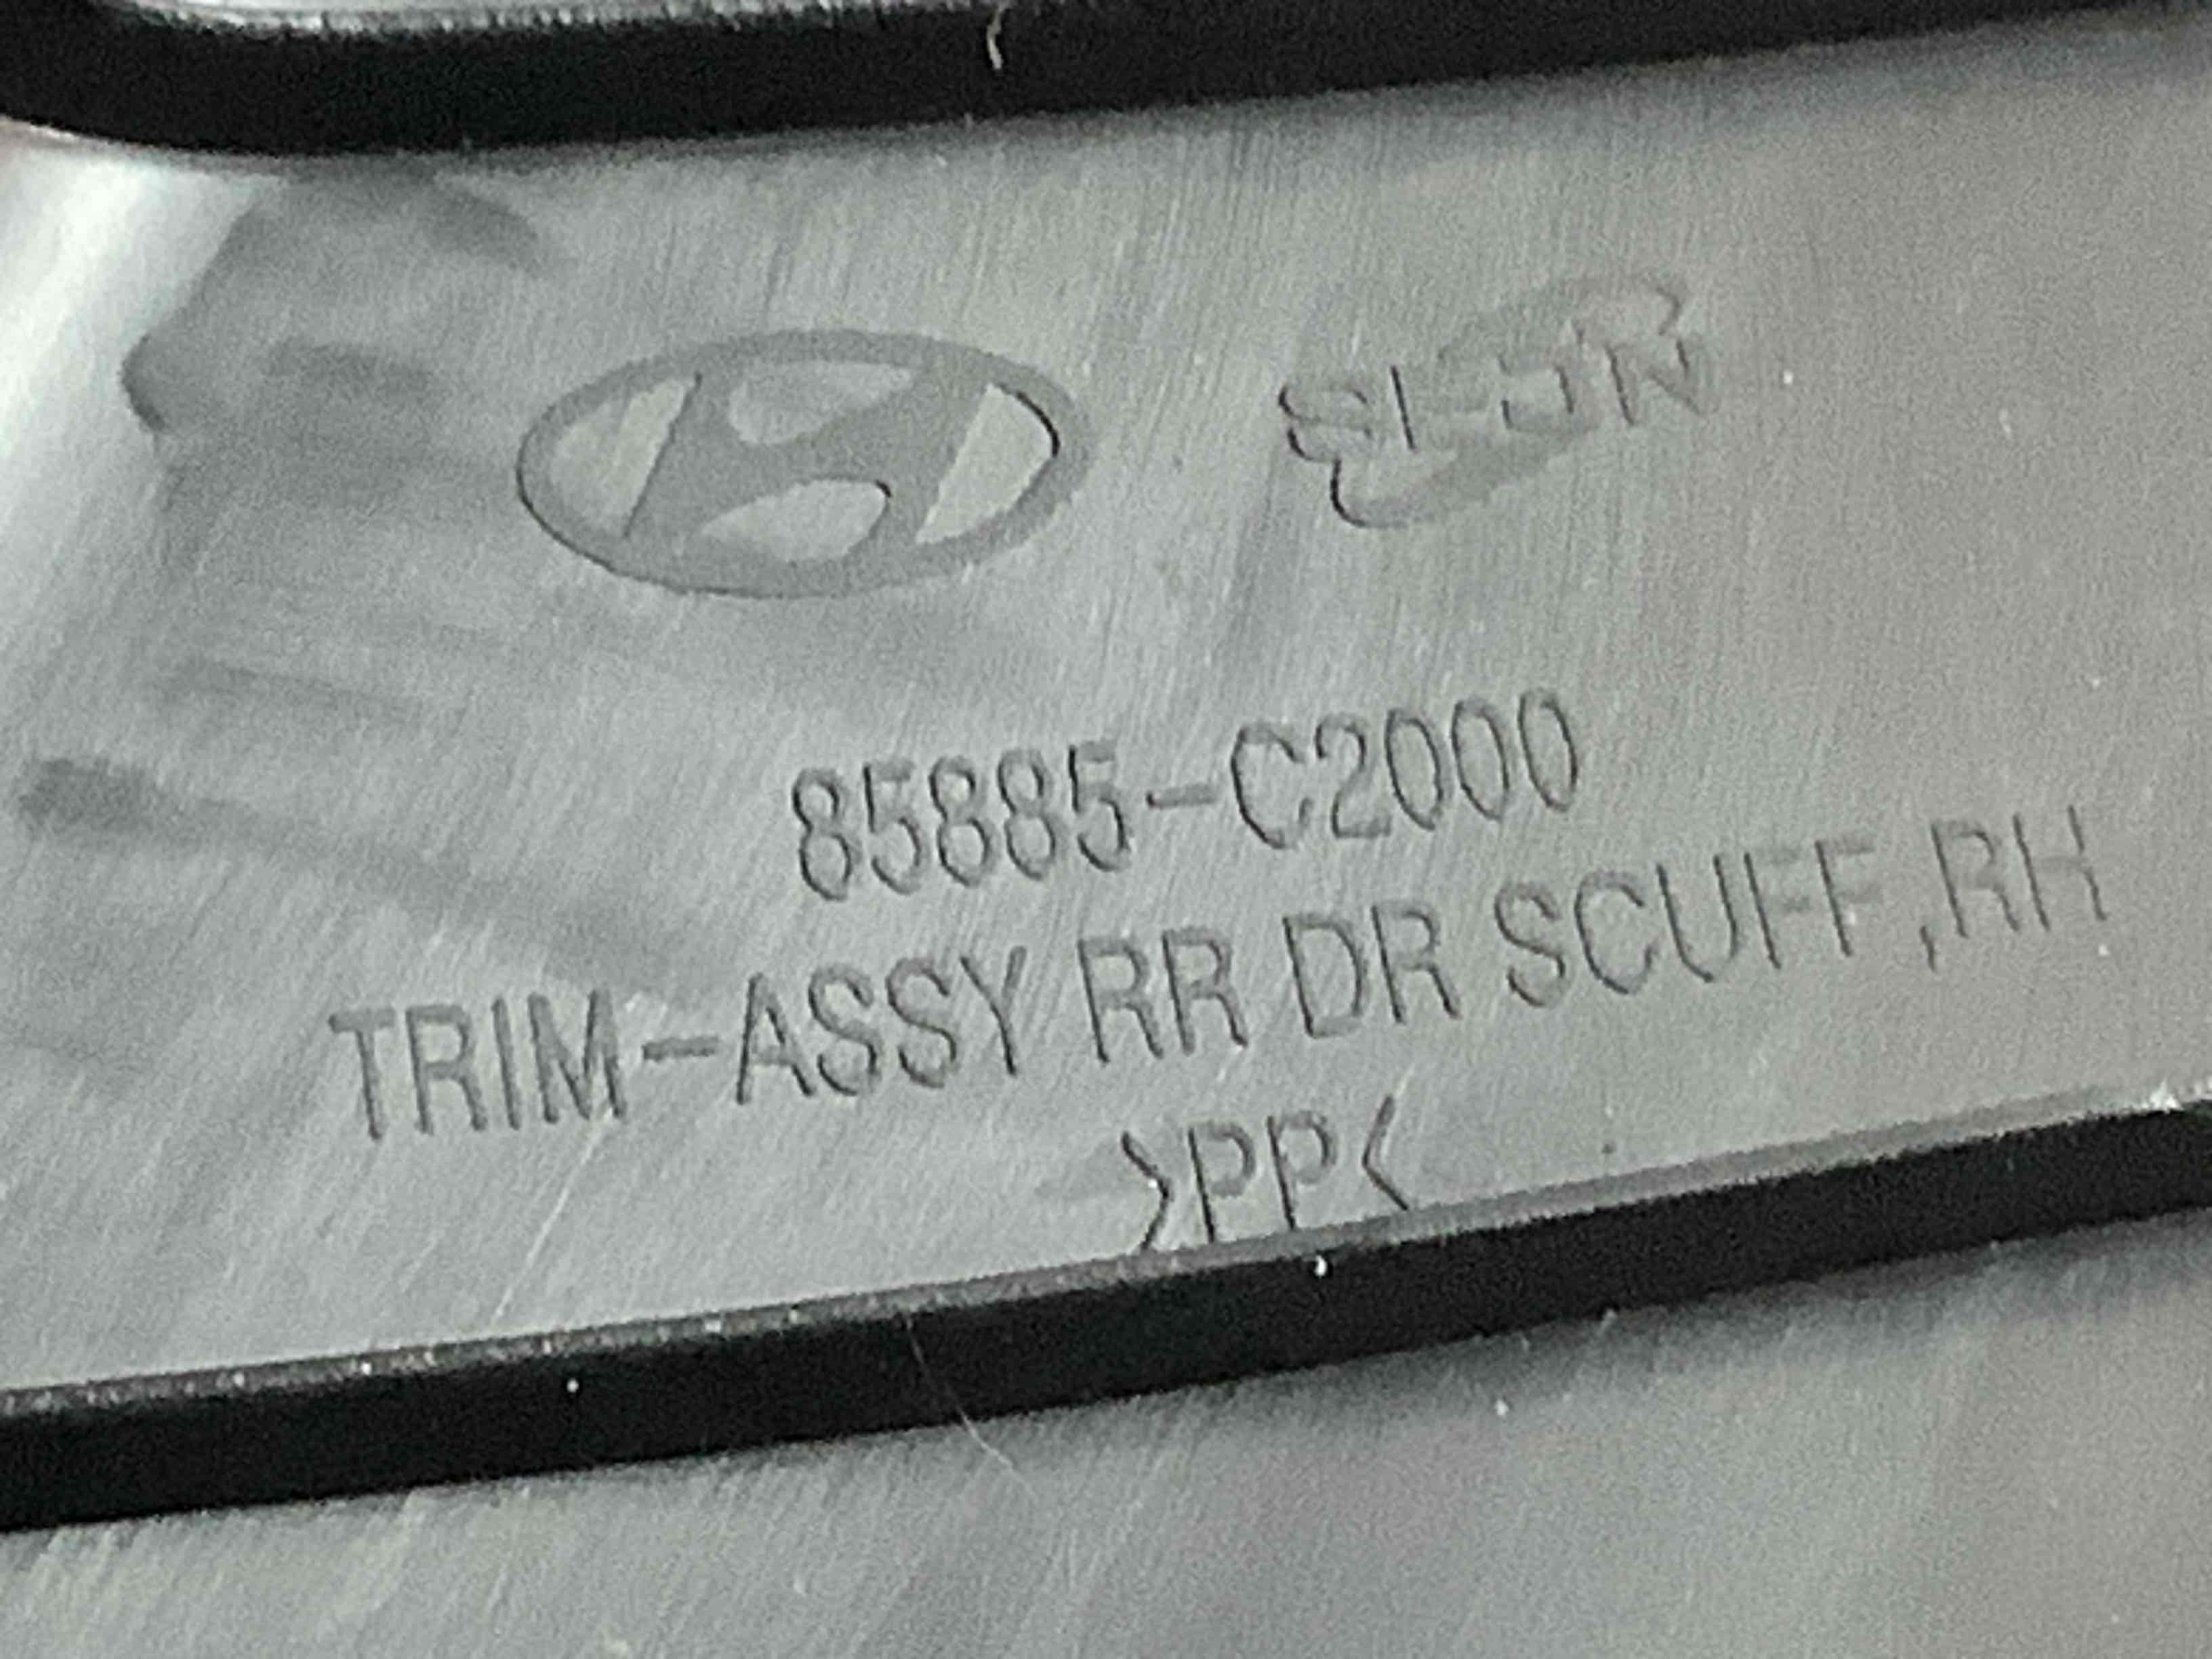 85885-C2000
TRIM-ASSY RR DR SCUFF,RH
>PP<